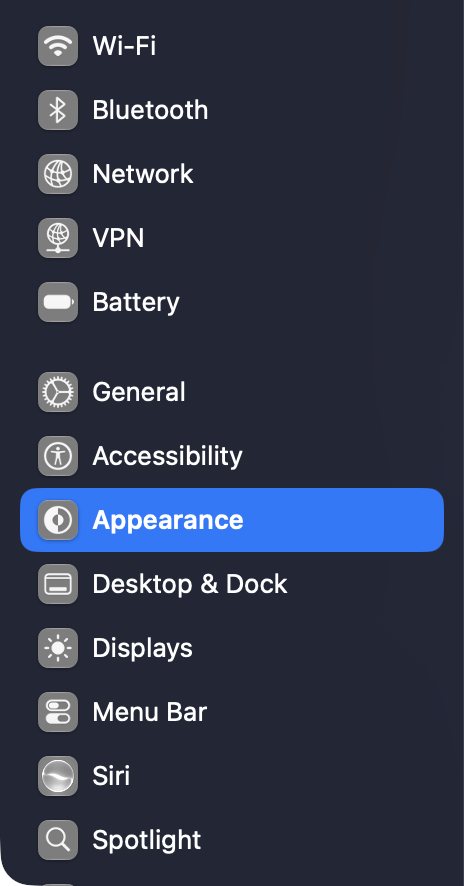 Wi-Fi
Bluetooth
Network
VPN
Battery
General
Accessibility
Appearance
Desktop & Dock
Displays
Menu Bar
Siri
Spotlight